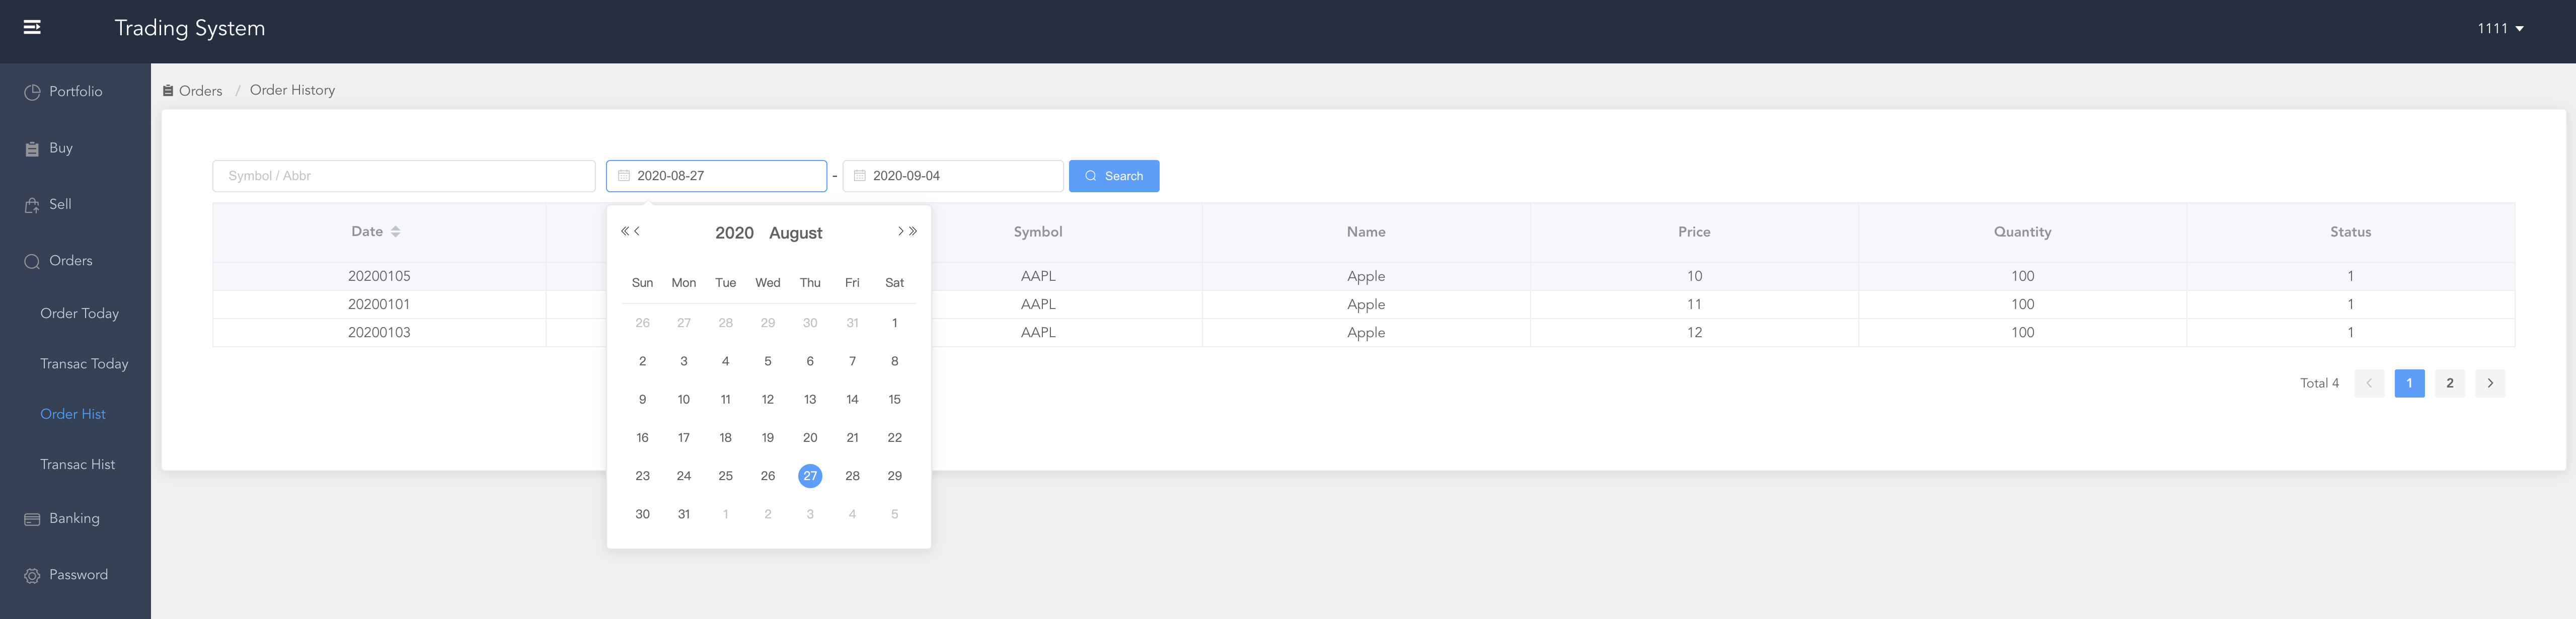 Trading System
1111
Portfolio
Buy
Sell
Orders
Order Today
Transac Today
Order Hist
Transac Hist
Banking
Password
Orders / Order History
Symbol / Abbr 2020-08-27 - 2020-09-04 Search
Date Symbol Name Price Quantity Status
20200105 AAPL Apple 10 100 1
20200101 AAPL Apple 11 100 1
20200103 AAPL Apple 12 100 1
Total 4 1 2
2020 August
Sun Mon Tue Wed Thu Fri Sat
26 27 28 29 30 31 1
2 3 4 5 6 7 8
9 10 11 12 13 14 15
16 17 18 19 20 21 22
23 24 25 26 27 28 29
30 31 1 2 3 4 5